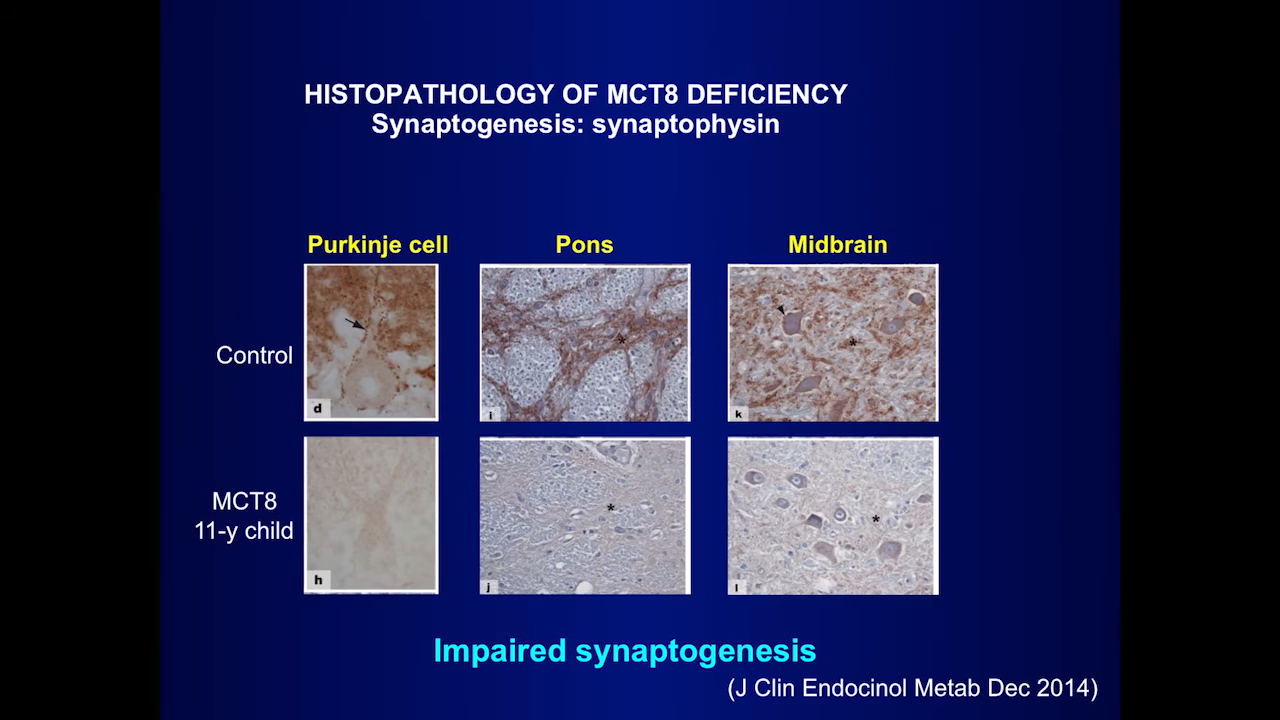 HISTOPATHOLOGY OF MCT8 DEFICIENCY
Synaptogenesis: synaptophysin
Purkinje cell
Pons
Midbrain
Control
d
i
*
k
*
MCT8
11-y child
h
j
*
l
*
Impaired synaptogenesis
(J Clin Endocinol Metab Dec 2014)